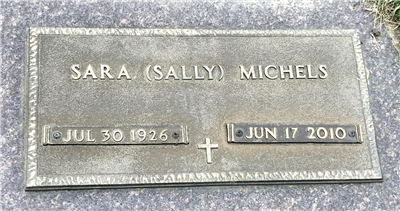 SARA (SALLY) MICHELS
JUL 30 1926
JUN 17 2010